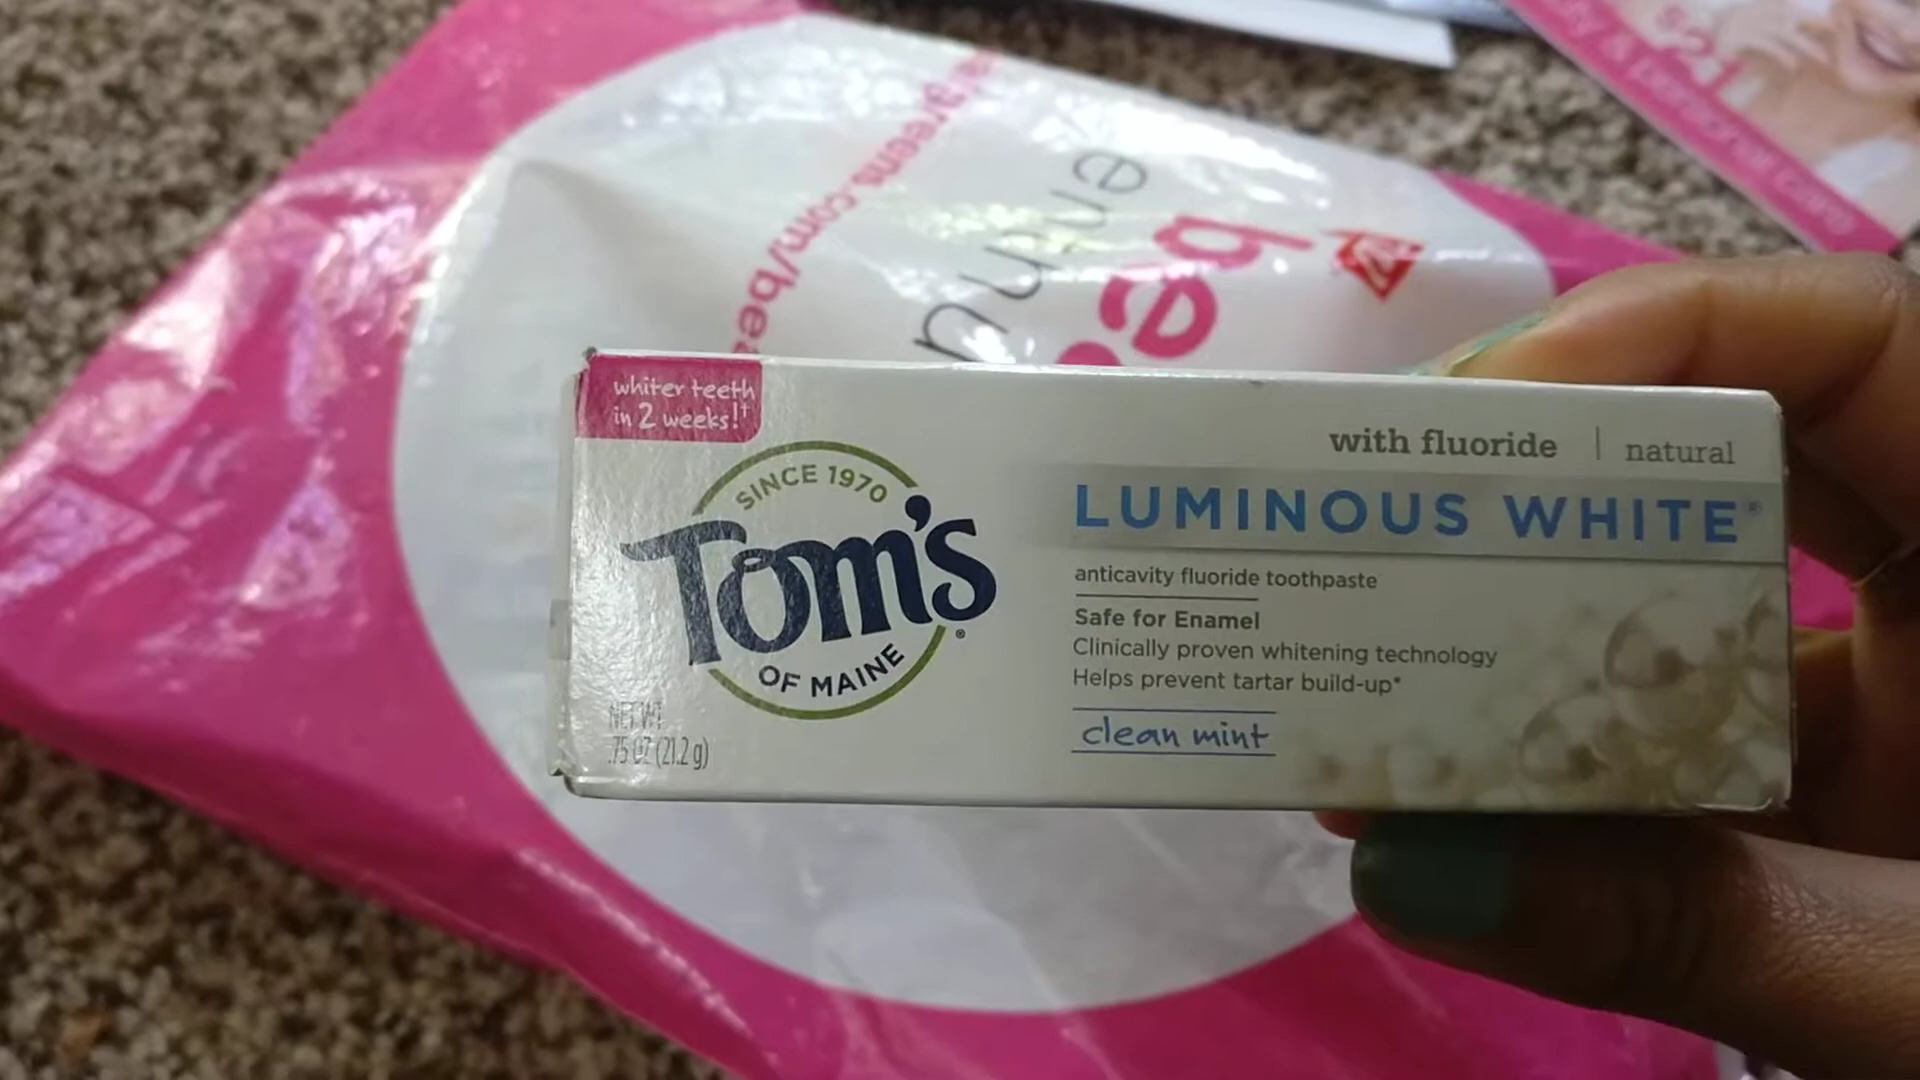 whiter teeth
in 2 weeks!†
SINCE 1970
TOM'S
®
OF MAINE
NET WT
.75 OZ (21.2 g)
with fluoride | natural
LUMINOUS WHITE®
anticavity fluoride toothpaste
Safe for Enamel
Clinically proven whitening technology
Helps prevent tartar build-up*
clean mint
& personal care